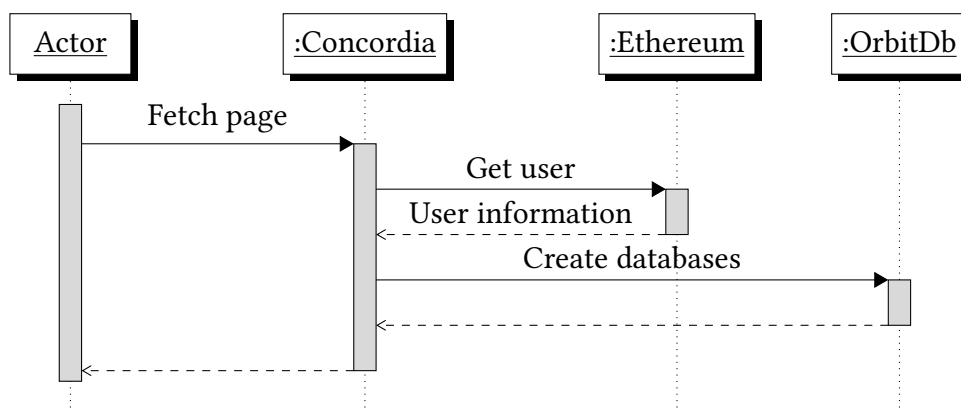 Actor
:Concordia
:Ethereum
:OrbitDb
Fetch page
Get user
User information
Create databases